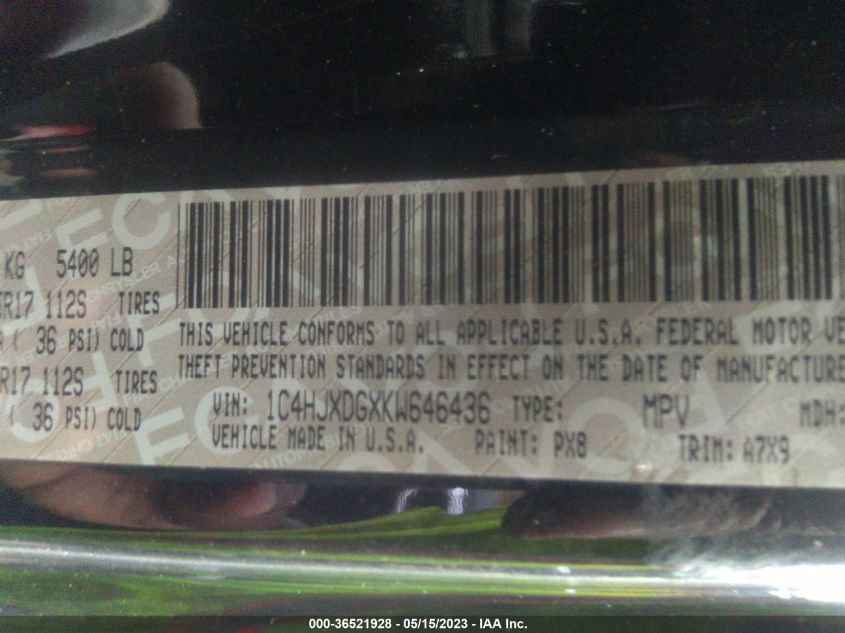 KG 5400 LB
R17 112S TIRES
( 36 PSI) COLD
R17 112S TIRES
( 36 PSI) COLD
THIS VEHICLE CONFORMS TO ALL APPLICABLE U.S.A. FEDERAL MOTOR VE
THEFT PREVENTION STANDARDS IN EFFECT ON THE DATE OF MANUFACTURE
VIN: 1C4HJXDGXKW646436 TYPE: MPV MDH:
VEHICLE MADE IN U.S.A. PAINT: PX8 TRIM: A7X9
000-36521928 - 05/15/2023 - IAA Inc.